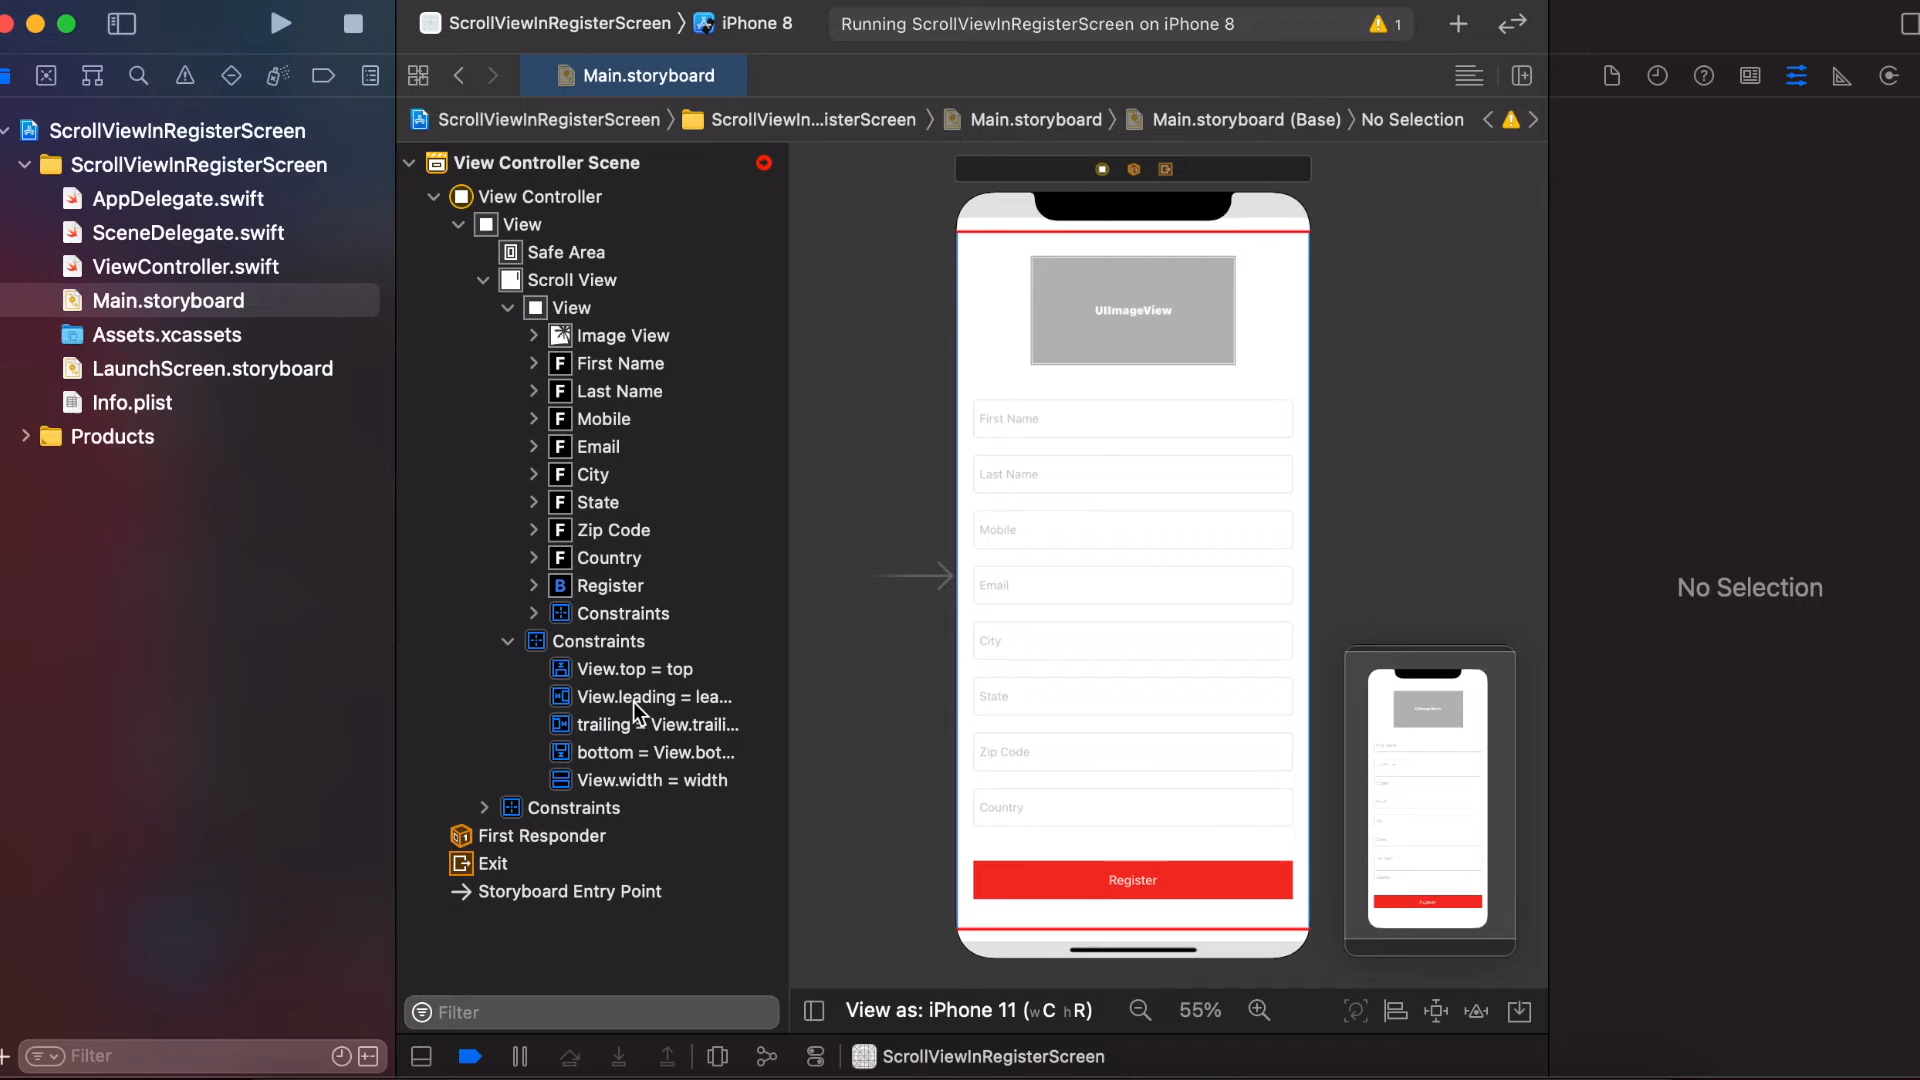 ScrollViewInRegisterScreen 〉 iPhone 8
Running ScrollViewInRegisterScreen on iPhone 8
1
Main.storyboard
ScrollViewInRegisterScreen 〉 ScrollViewIn...isterScreen 〉 Main.storyboard 〉 Main.storyboard (Base) 〉 No Selection
ScrollViewInRegisterScreen
ScrollViewInRegisterScreen
AppDelegate.swift
SceneDelegate.swift
ViewController.swift
Main.storyboard
Assets.xcassets
LaunchScreen.storyboard
Info.plist
Products
Filter
View Controller Scene
View Controller
View
Safe Area
Scroll View
View
Image View
F First Name
F Last Name
F Mobile
F Email
F City
F State
F Zip Code
F Country
B Register
Constraints
Constraints
View.top = top
View.leading = lea...
trailing = View.traili...
bottom = View.bot...
View.width = width
Constraints
First Responder
Exit
Storyboard Entry Point
Filter
UIImageView
First Name
Last Name
Mobile
Email
City
State
Zip Code
Country
Register
UIImageView
Register
No Selection
View as: iPhone 11 (wC hR)
55%
ScrollViewInRegisterScreen